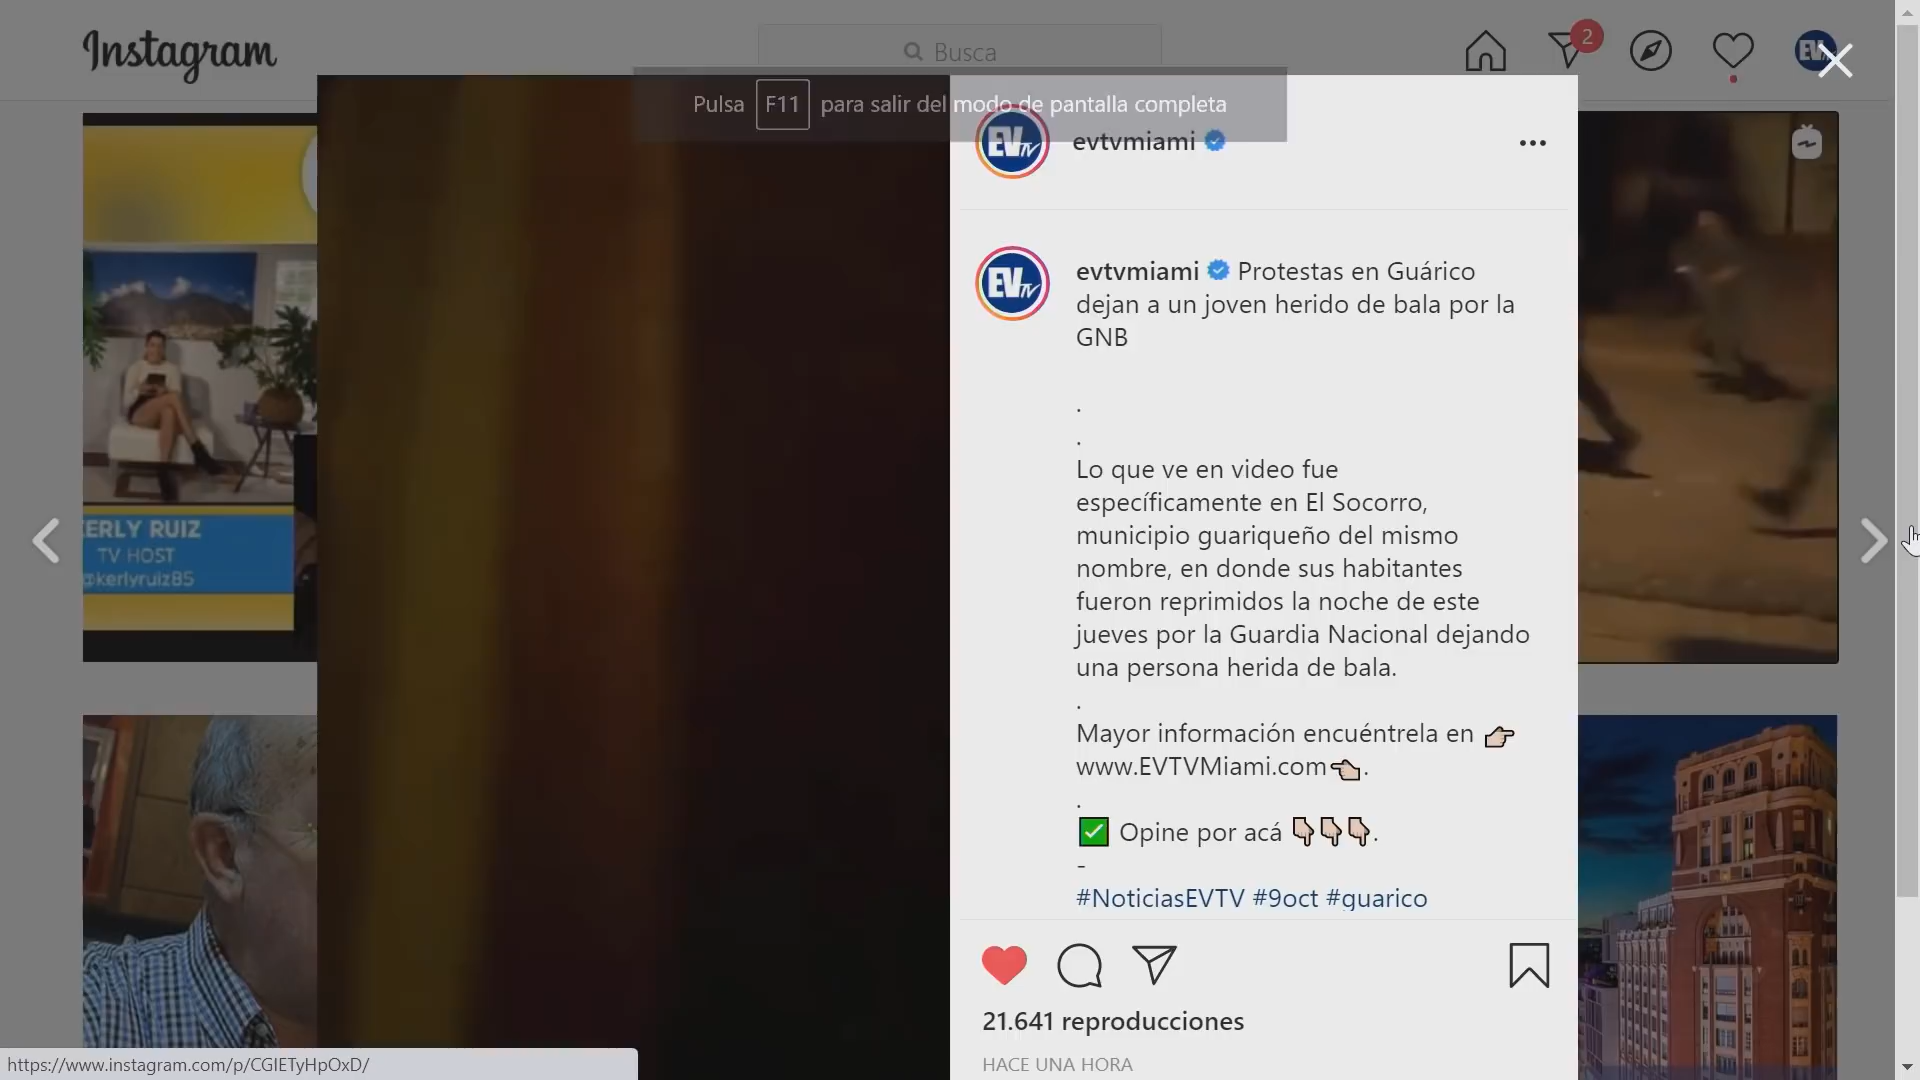 Instagram
Busca
2
EV
Pulsa F11 para salir del modo de pantalla completa
EVTV
evtvmiami
EVTV
evtvmiami Protestas en Guárico
dejan a un joven herido de bala por la
GNB
.
.
Lo que ve en video fue
específicamente en El Socorro,
municipio guariqueño del mismo
nombre, en donde sus habitantes
fueron reprimidos la noche de este
jueves por la Guardia Nacional dejando
una persona herida de bala.
.
Mayor información encuéntrela en 👉🏻
www.EVTVMiami.com👈🏻.
.
✅ Opine por acá 👇🏻👇🏻👇🏻.
-
#NoticiasEVTV #9oct #guarico
21.641 reproducciones
HACE UNA HORA
ERLY RUIZ
TV HOST
@kerlyruiz85
https://www.instagram.com/p/CGIETyHpOxD/